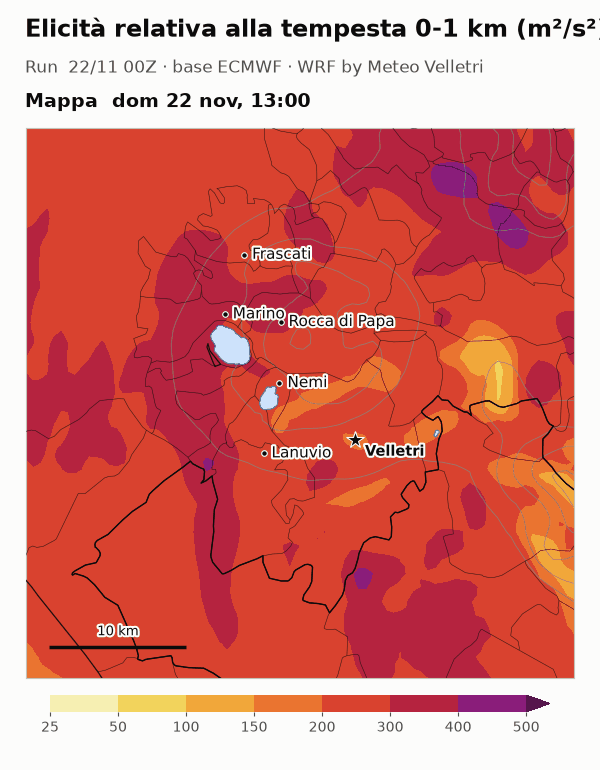 Elicità relativa alla tempesta 0-1 km (m²/s²)
Run 22/11 00Z · base ECMWF · WRF by Meteo Velletri
Mappa dom 22 nov, 13:00
Frascati
Marino
Rocca di Papa
Nemi
Velletri
Lanuvio
10 km
25 50 100 150 200 300 400 500